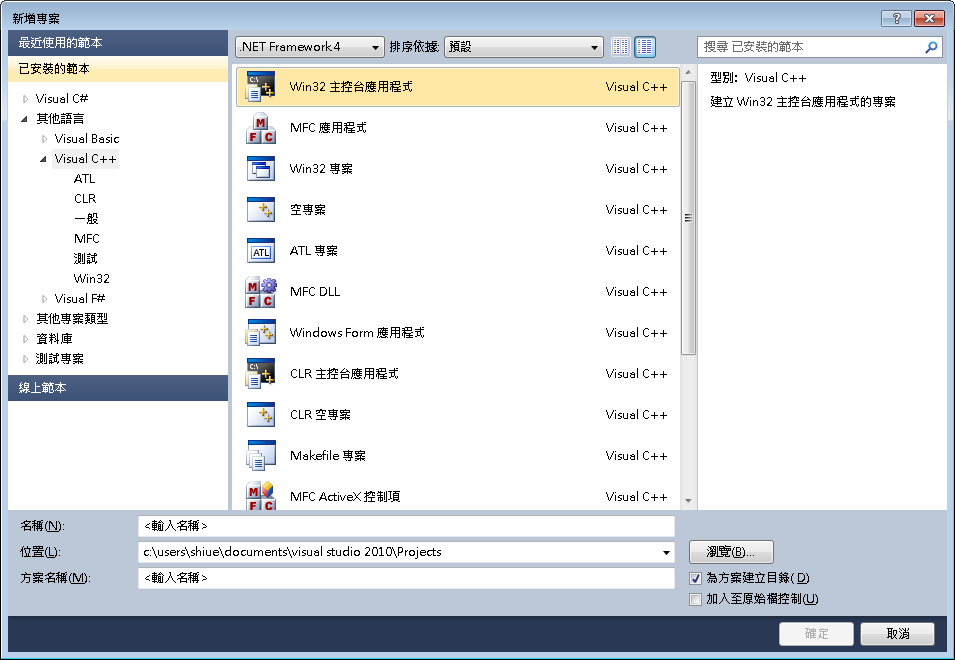 新增專案
最近使用的範本
已安裝的範本
Visual C#
其他語言
Visual Basic
Visual C++
ATL
CLR
一般
MFC
測試
Win32
Visual F#
其他專案類型
資料庫
測試專案
線上範本
.NET Framework 4 排序依據: 預設
Win32 主控台應用程式 Visual C++
MFC 應用程式 Visual C++
Win32 專案 Visual C++
空專案 Visual C++
ATL 專案 Visual C++
MFC DLL Visual C++
Windows Form 應用程式 Visual C++
CLR 主控台應用程式 Visual C++
CLR 空專案 Visual C++
Makefile 專案 Visual C++
MFC ActiveX 控制項 Visual C++
搜尋 已安裝的範本
型別: Visual C++
建立 Win32 主控台應用程式的專案
名稱(N): <輸入名稱>
位置(L): c:\users\shiue\documents\visual studio 2010\Projects 瀏覽(B)...
方案名稱(M): <輸入名稱> 為方案建立目錄(D)
加入至原始檔控制(U)
確定 取消